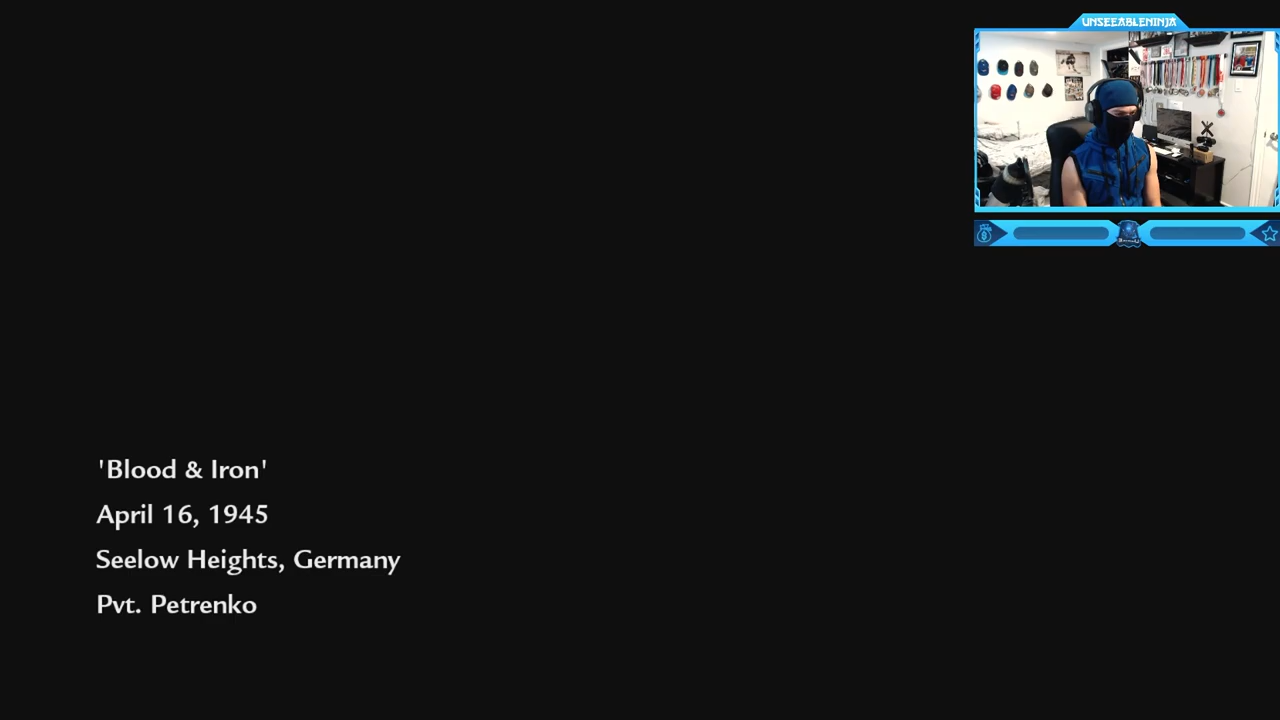 UNSEEABLENINJA
'Blood & Iron'
April 16, 1945
Seelow Heights, Germany
Pvt. Petrenko